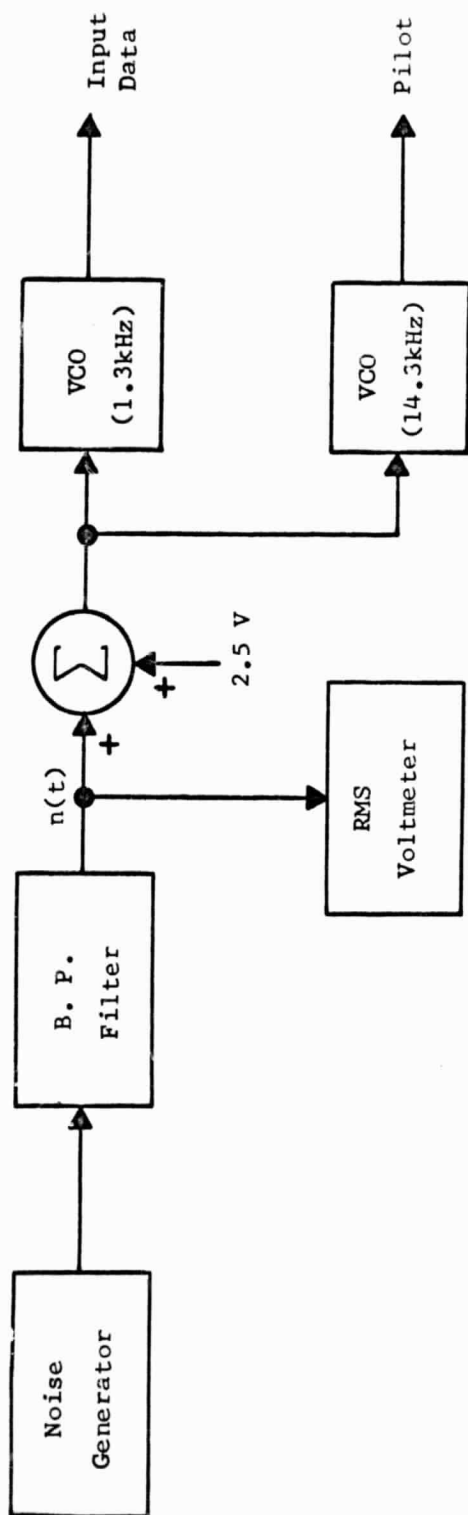 Noise
Generator
B. P.
Filter
n(t)
+
Σ
+
2.5 V
RMS
Voltmeter
VCO
(1.3kHz)
Input
Data
VCO
(14.3kHz)
Pilot